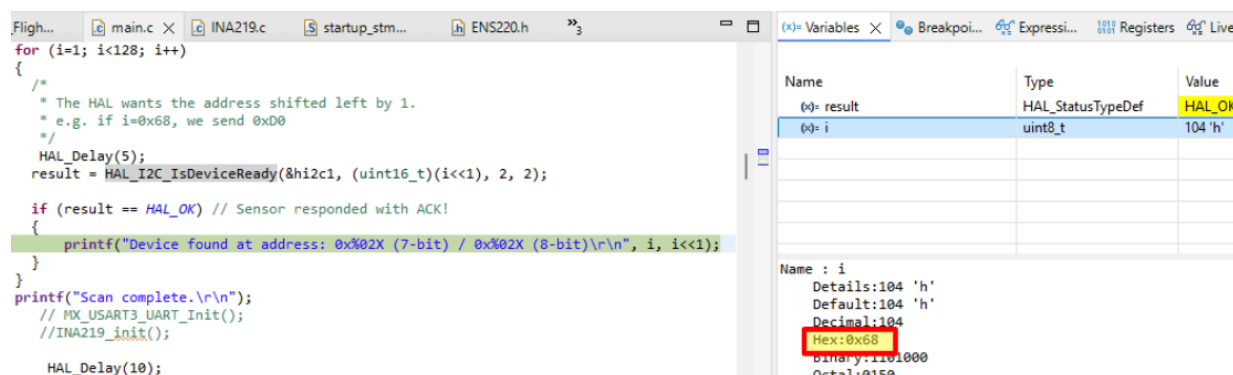 _Fligh... main.c INA219.c startup_stm... ENS220.h »3
for (i=1; i<128; i++)
{
/*
* The HAL wants the address shifted left by 1.
* e.g. if i=0x68, we send 0xD0
*/
HAL_Delay(5);
result = HAL_I2C_IsDeviceReady(&hi2c1, (uint16_t)(i<<1), 2, 2);
if (result == HAL_OK) // Sensor responded with ACK!
{
printf("Device found at address: 0x%02X (7-bit) / 0x%02X (8-bit)\r\n", i, i<<1);
}
}
printf("Scan complete.\r\n");
// MX_USART3_UART_Init();
//INA219_init();
HAL_Delay(10);
(x)= Variables Breakpoi... Expressi... Registers Live
Name Type Value
(x)= result HAL_StatusTypeDef HAL_OK
(x)= i uint8_t 104 'h'
Name : i
Details:104 'h'
Default:104 'h'
Decimal:104
Hex:0x68
Binary:1101000
Octal:0150